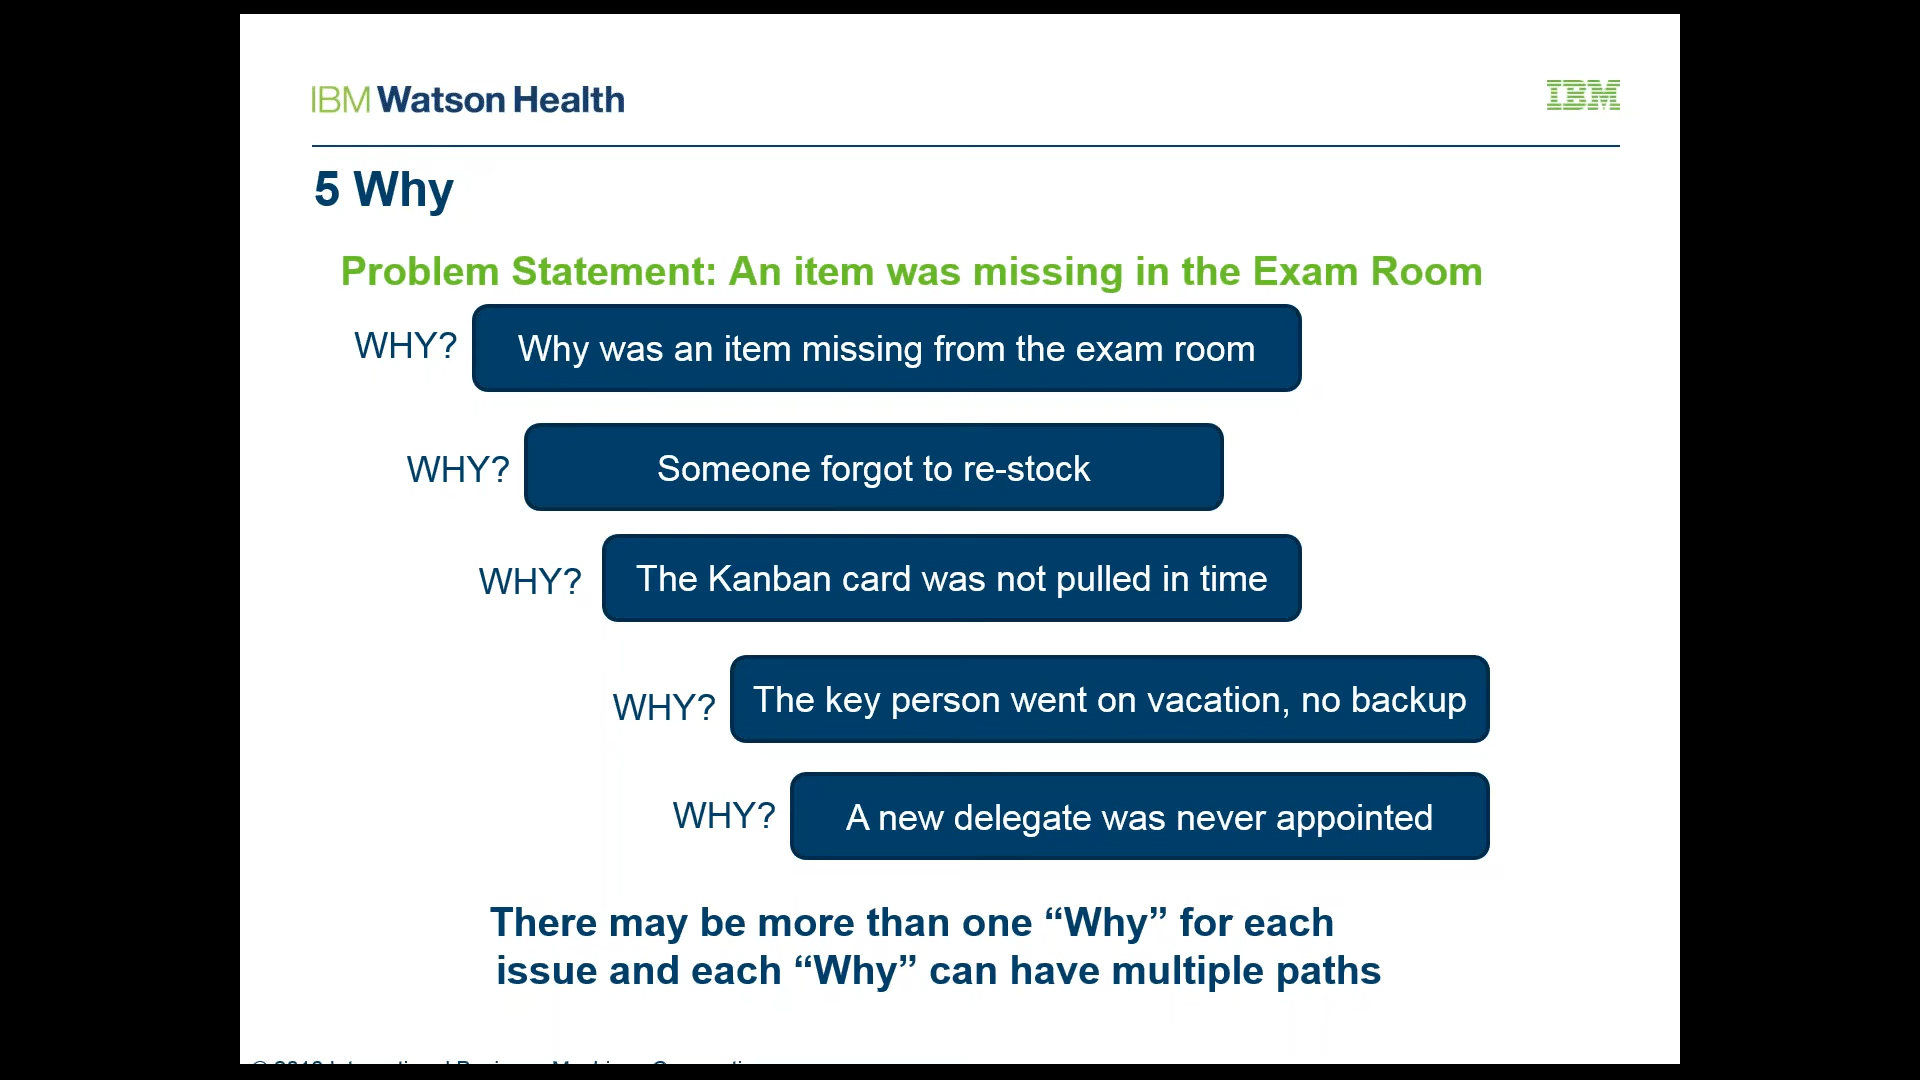 IBM Watson Health
IBM
5 Why
Problem Statement: An item was missing in the Exam Room
WHY? Why was an item missing from the exam room
WHY? Someone forgot to re-stock
WHY? The Kanban card was not pulled in time
WHY? The key person went on vacation, no backup
WHY? A new delegate was never appointed
There may be more than one “Why” for each
issue and each “Why” can have multiple paths